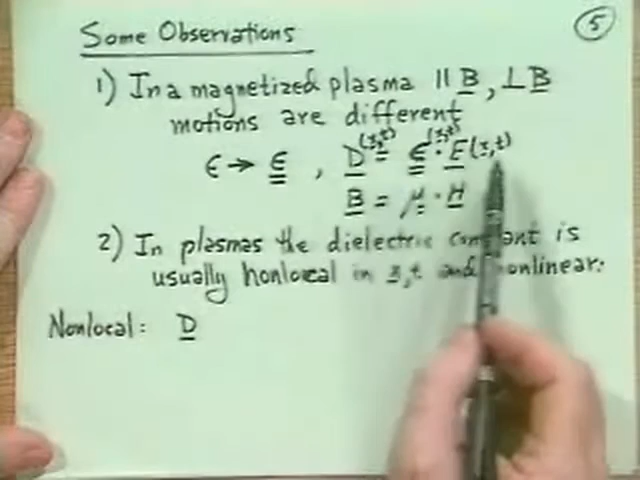 5
Some Observations
1) In a magnetized plasma || B, ⊥ B
motions are different
ϵ → ϵ, D(x,t) = ϵ(x,t) · E(x,t)
B = μ · H
2) In plasmas the dielectric constant is
usually nonlocal in x,t and nonlinear:
Nonlocal: D